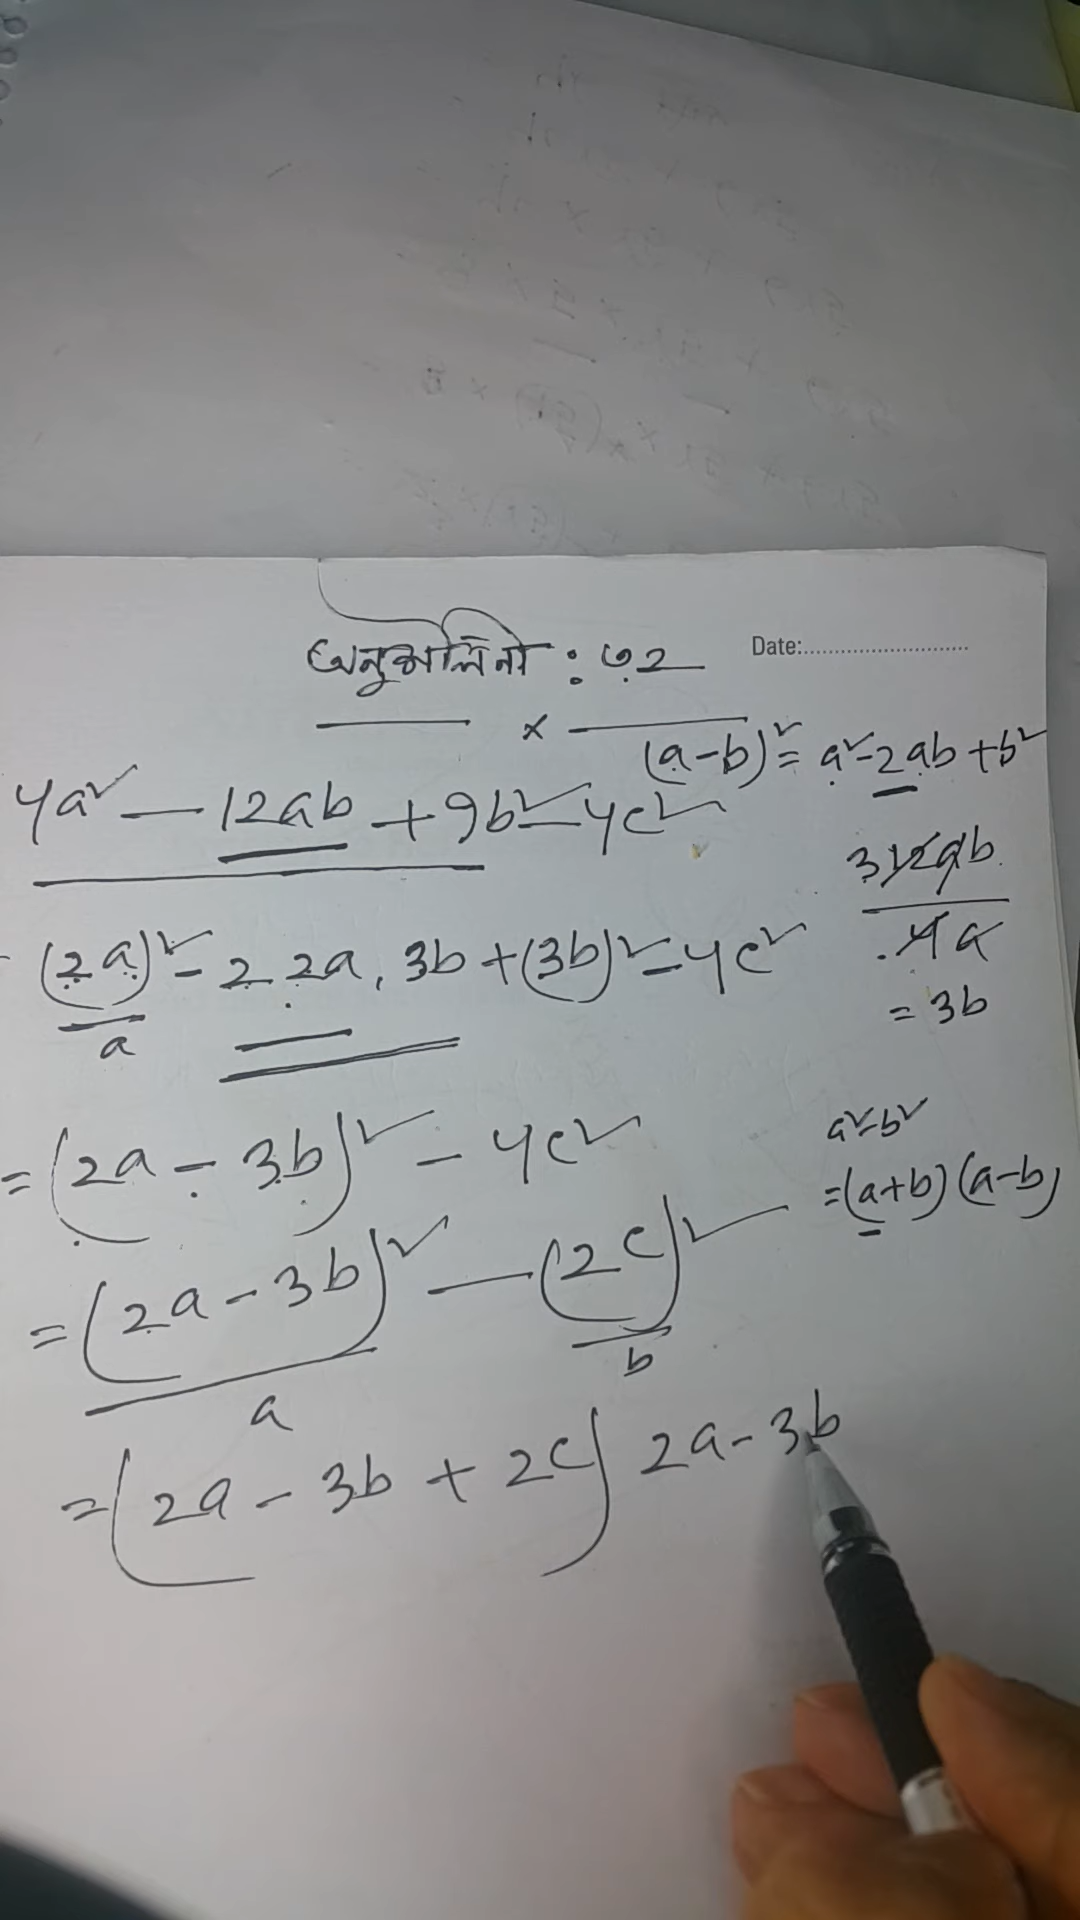 অনুশীলনী : ৩.২
Date:
(a-b)² = a²-2ab+b²
4a² - 12ab + 9b² - 4c²
3 12ab
4a
= 3b
(2a)² - 2.2a.3b + (3b)² - 4c²
a
= (2a - 3b)² - 4c²
a²-b²
=(a+b)(a-b)
= (2a - 3b)² - (2c)²
a
b
= (2a - 3b + 2c) 2a - 3b